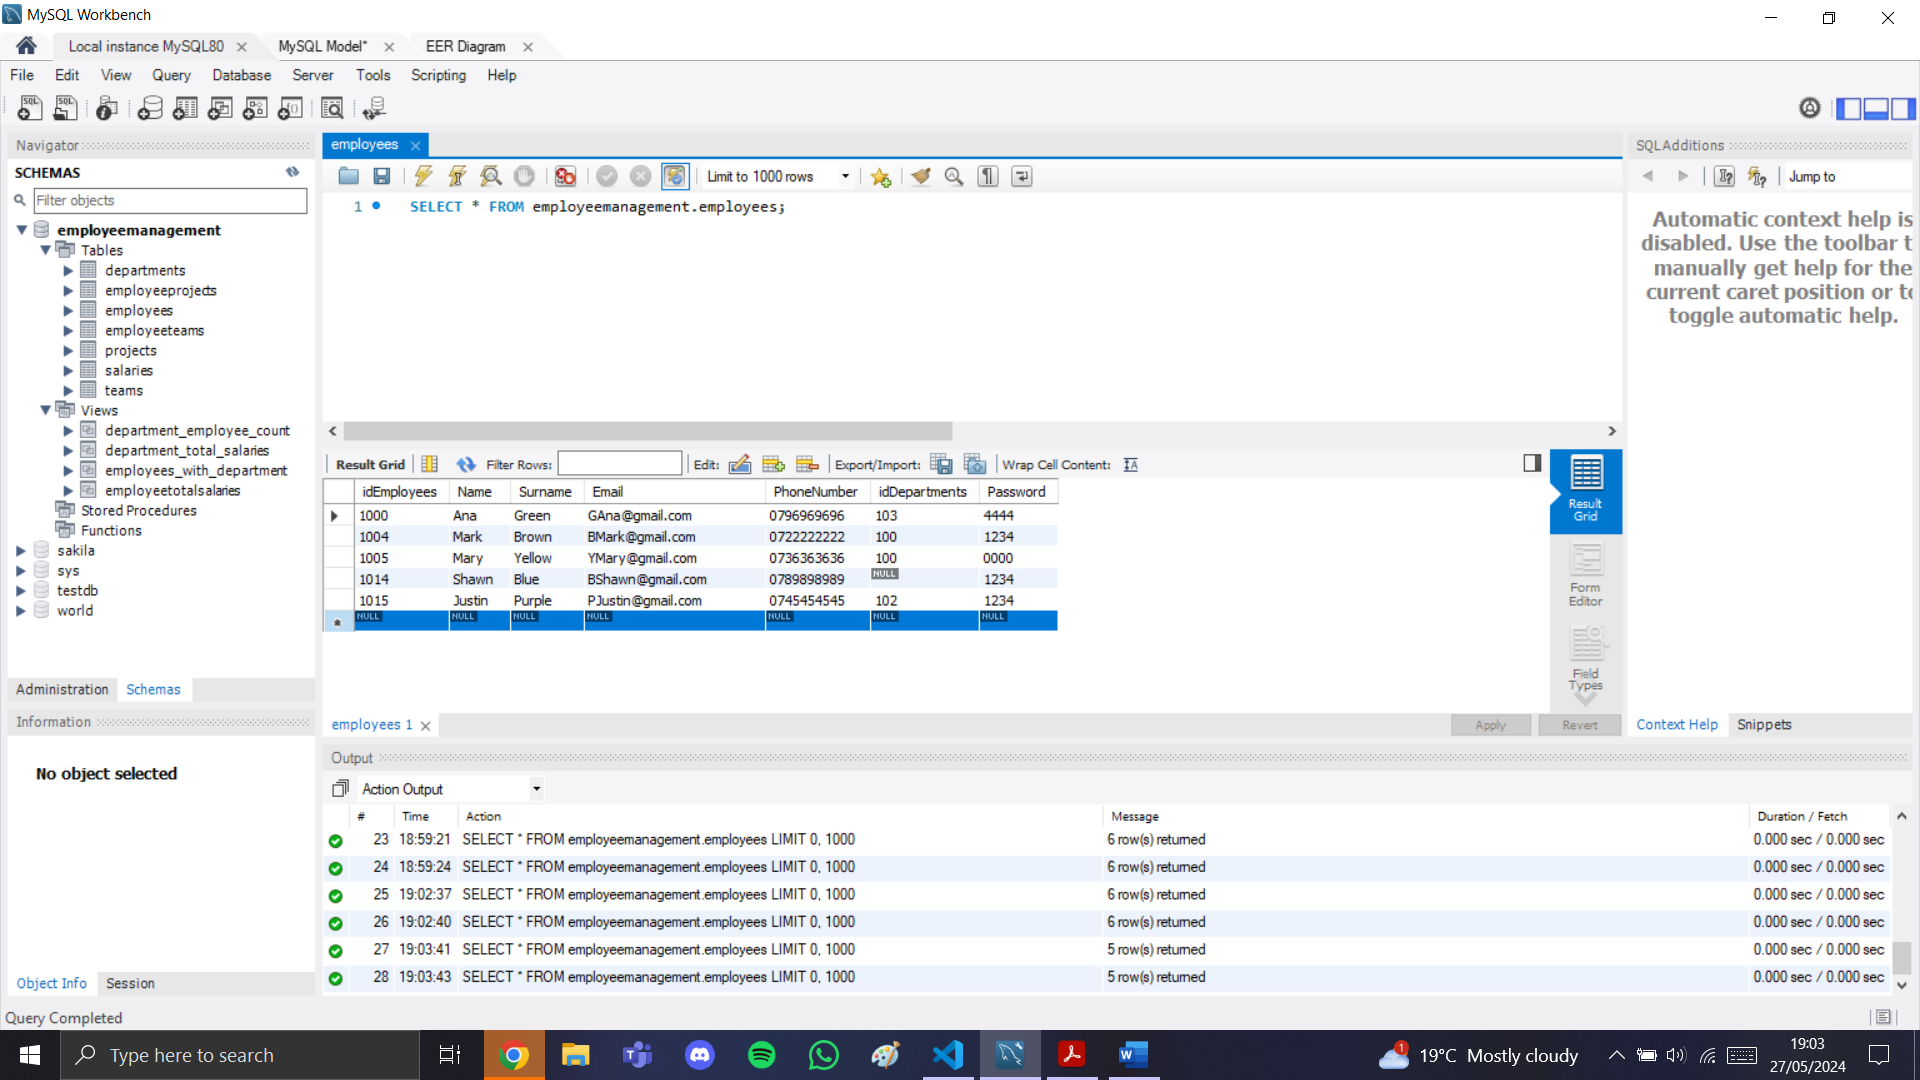 MySQL Workbench
Local instance MySQL80
MySQL Model*
EER Diagram
File Edit View Query Database Server Tools Scripting Help
Navigator
SCHEMAS
Filter objects
employeemanagement
Tables
departments
employeeprojects
employees
employeeteams
projects
salaries
teams
Views
department_employee_count
department_total_salaries
employees_with_department
employeetotalsalaries
Stored Procedures
Functions
sakila
sys
testdb
world
Administration Schemas
Information
No object selected
Object Info Session
Query Completed
employees
Limit to 1000 rows
1 SELECT * FROM employeemanagement.employees;
Result Grid Filter Rows: Edit: Export/Import: Wrap Cell Content:
idEmployees Name Surname Email PhoneNumber idDepartments Password
1000 Ana Green GAna@gmail.com 0796969696 103 4444
1004 Mark Brown BMark@gmail.com 0722222222 100 1234
1005 Mary Yellow YMary@gmail.com 0736363636 100 0000
1014 Shawn Blue BShawn@gmail.com 0789898989 NULL 1234
1015 Justin Purple PJustin@gmail.com 0745454545 102 1234
NULL NULL NULL NULL NULL NULL NULL
Result
Grid
Form
Editor
Field
Types
employees 1
Apply Revert
SQLAdditions
Jump to
Automatic context help is
disabled. Use the toolbar t
manually get help for the
current caret position or to
toggle automatic help.
Context Help Snippets
Output
Action Output
# Time Action Message Duration / Fetch
23 18:59:21 SELECT * FROM employeemanagement.employees LIMIT 0, 1000 6 row(s) returned 0.000 sec / 0.000 sec
24 18:59:24 SELECT * FROM employeemanagement.employees LIMIT 0, 1000 6 row(s) returned 0.000 sec / 0.000 sec
25 19:02:37 SELECT * FROM employeemanagement.employees LIMIT 0, 1000 6 row(s) returned 0.000 sec / 0.000 sec
26 19:02:40 SELECT * FROM employeemanagement.employees LIMIT 0, 1000 6 row(s) returned 0.000 sec / 0.000 sec
27 19:03:41 SELECT * FROM employeemanagement.employees LIMIT 0, 1000 5 row(s) returned 0.000 sec / 0.000 sec
28 19:03:43 SELECT * FROM employeemanagement.employees LIMIT 0, 1000 5 row(s) returned 0.000 sec / 0.000 sec
Type here to search
1
19°C Mostly cloudy
19:03
27/05/2024